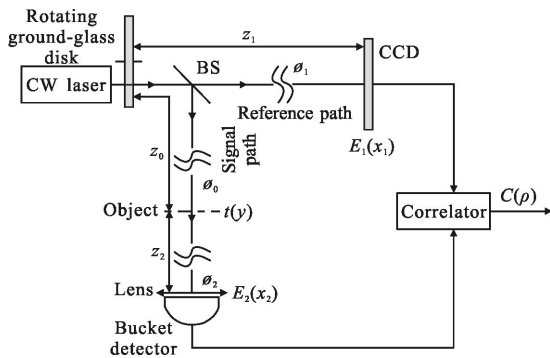 Rotating
ground-glass
disk
CW laser
z₁
BS
ø₁
Reference path
CCD
E₁(x₁)
z₀
Signal
path
ø₀
Object
t(y)
Correlator
C(ρ)
z₂
ø₂
Lens
E₂(x₂)
Bucket
detector